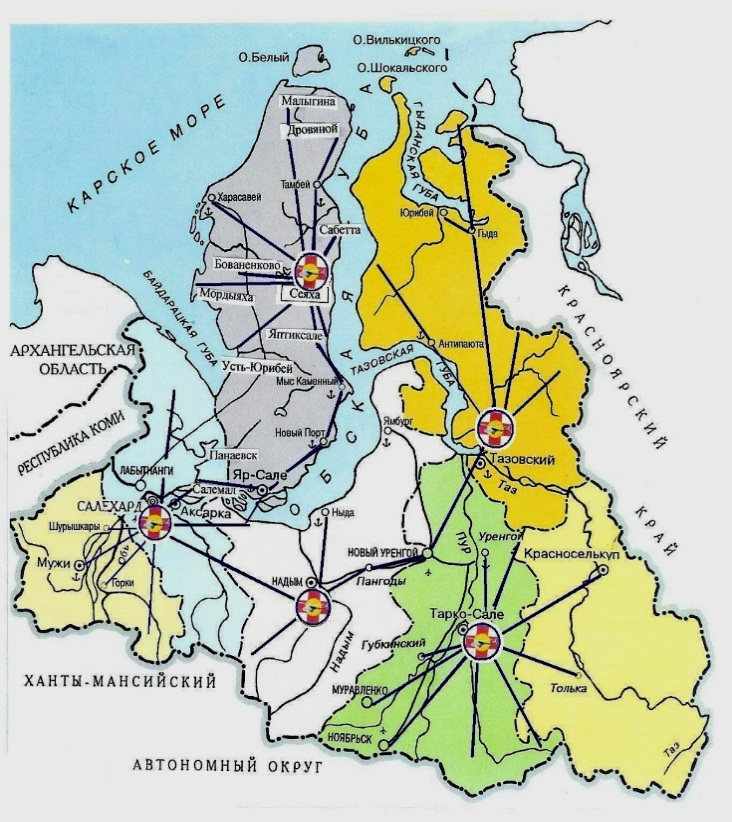 О.Вилькицкого
О.Белый
О.Шокальского
КАРСКОЕ МОРЕ
Малыгина
Дровяной
ГЫДАНСКАЯ ГУБА
Тамбей
Харасавей
Юрибей
Гыда
Сабетта
Бованенково
Сеяха
Мордыяха
БАЙДАРАЦКАЯ ГУБА
ОБСКАЯ ГУБА
КРАСНОЯРСКИЙ
КРАЙ
Яптиксале
Антипаюта
ТАЗОВСКАЯ
ГУБА
АРХАНГЕЛЬСКАЯ
ОБЛАСТЬ
Усть-Юрибей
Мыс Каменный
РЕСПУБЛИКА КОМИ
Новый Порт
Ямбург
Панаевск
Тазовский
ЛАБЫТНАНГИ
Яр-Сале
Салемал
Таз
САЛЕХАРД
Аксарка
Ныда
Шурышкары
Обь
Пур
Уренгой
НОВЫЙ УРЕНГОЙ
Красноселькуп
Мужи
Горки
НАДЫМ
Пангоды
Тарко-Сале
Надым
Губкинский
ХАНТЫ-МАНСИЙСКИЙ
МУРАВЛЕНКО
Толька
НОЯБРЬСК
Таз
АВТОНОМНЫЙ ОКРУГ